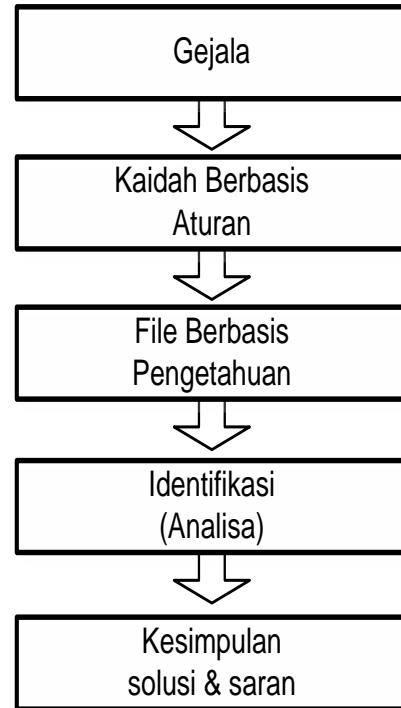 Gejala
Kaidah Berbasis
Aturan
File Berbasis
Pengetahuan
Identifikasi
(Analisa)
Kesimpulan
solusi & saran